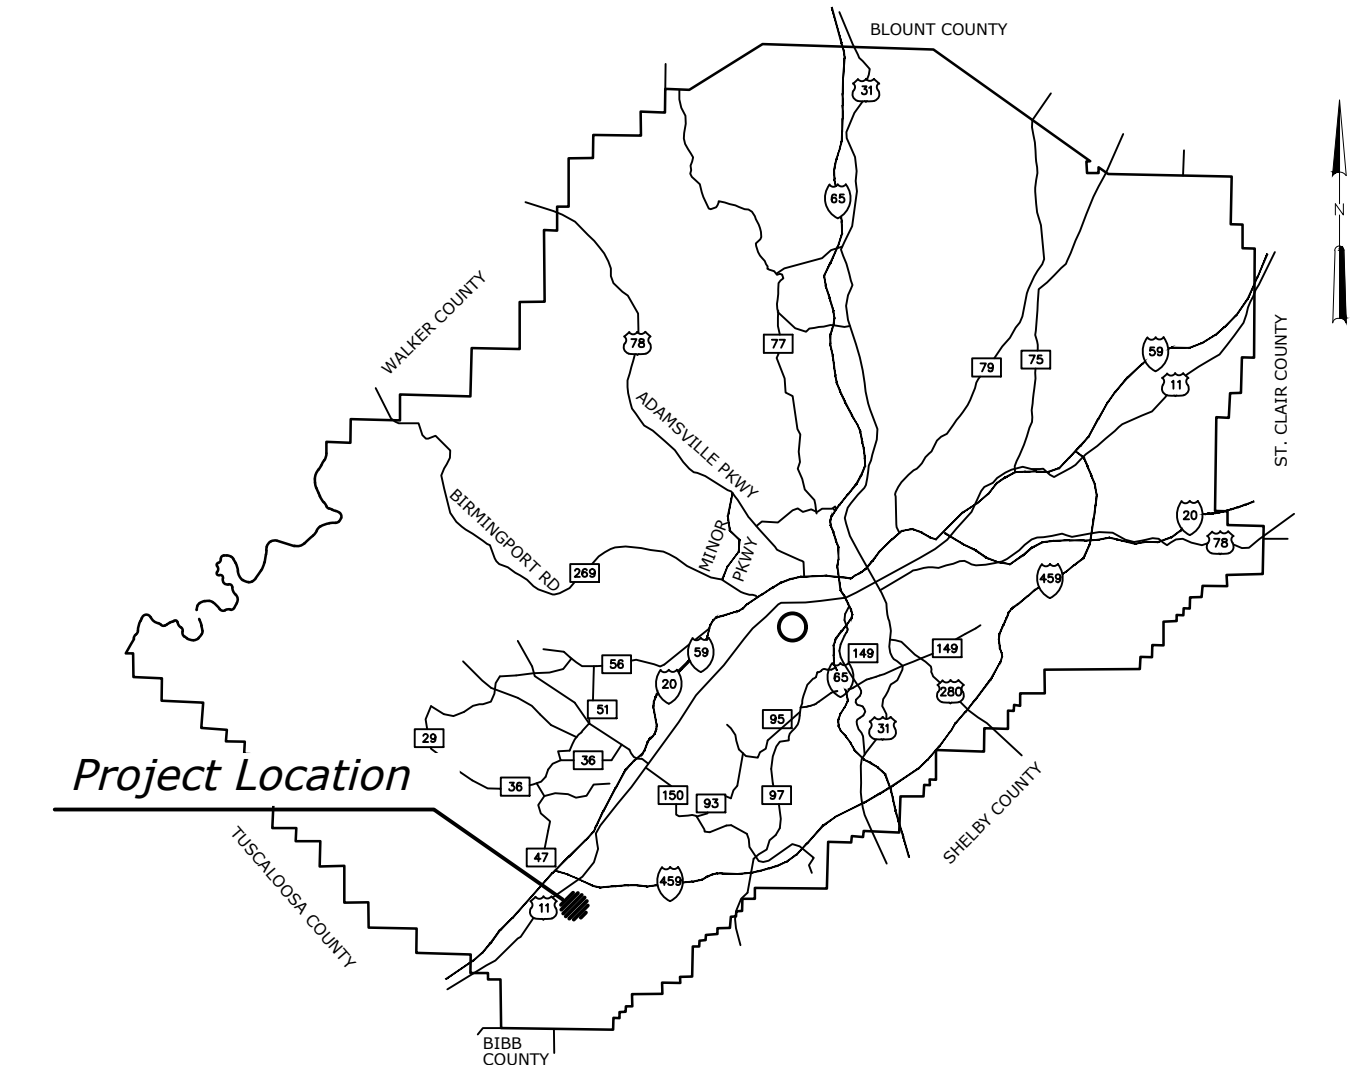 BLOUNT COUNTY
31
65
N
WALKER COUNTY
78
77
79
75
59
11
ST. CLAIR COUNTY
ADAMSVILLE PKWY
BIRMINGPORT RD
MINOR
PKWY
269
20
78
459
59
20
56
51
29
36
36
149
149
65
280
95
31
Project Location
150
93
97
47
459
11
SHELBY COUNTY
TUSCALOOSA COUNTY
BIBB
COUNTY